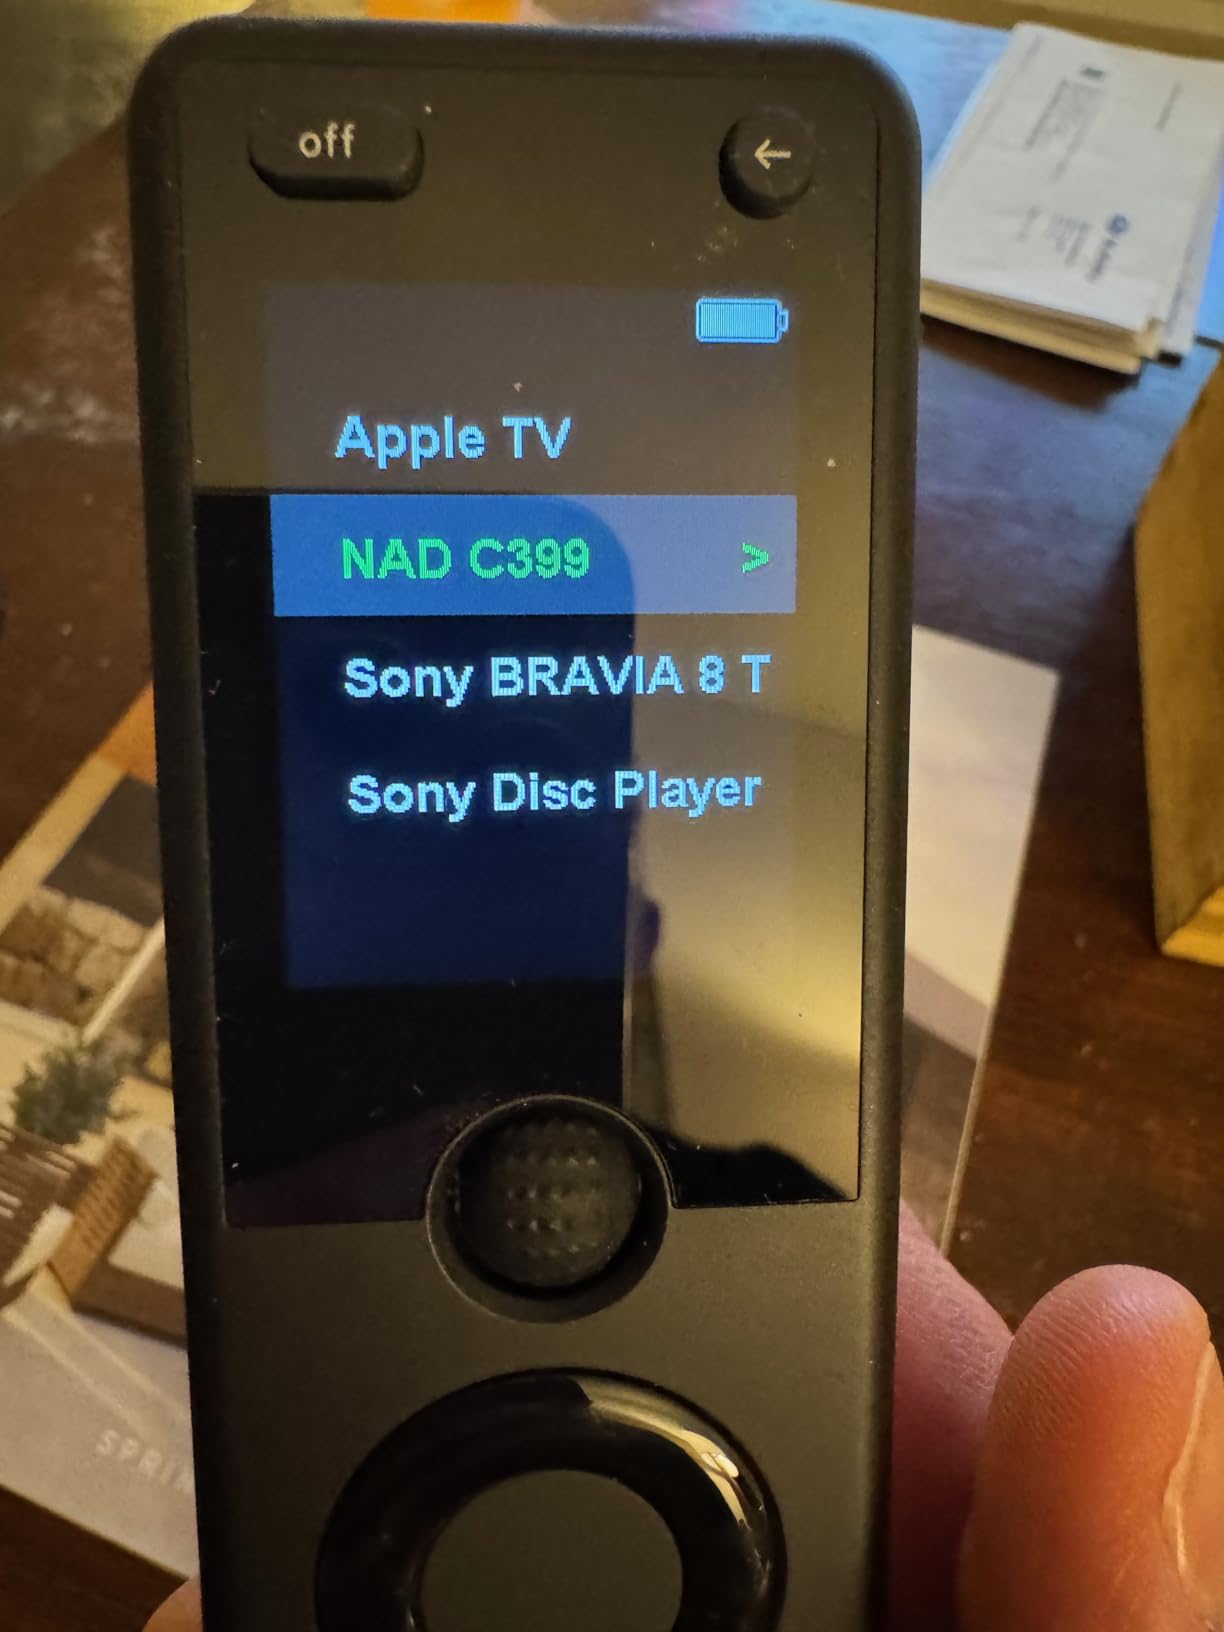 off
←
Apple TV
NAD C399 >
Sony BRAVIA 8 T
Sony Disc Player